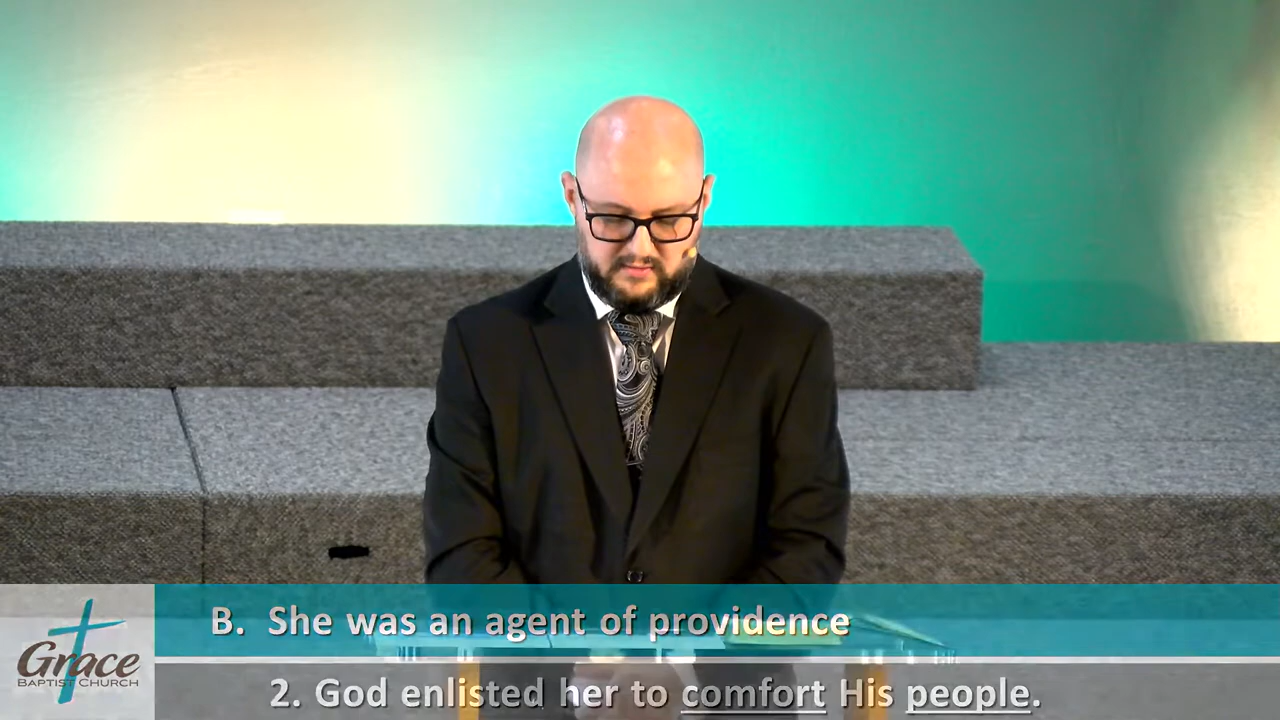 B. She was an agent of providence
Grace
BAPTIST CHURCH
2. God enlisted her to comfort His people.